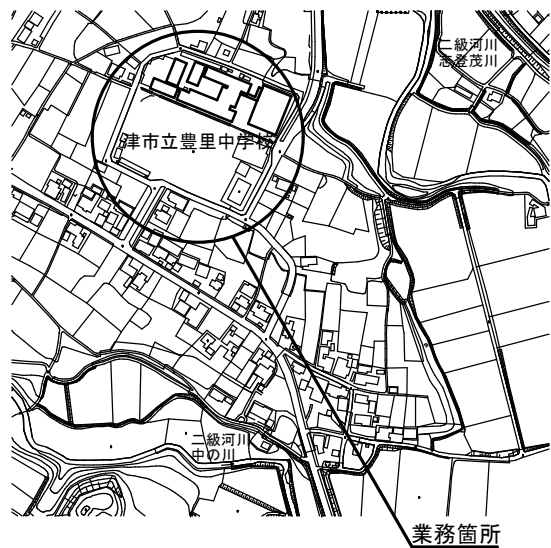 二級河川
志登茂川
津市立豊里中学校
二級河川
中の川
業務箇所